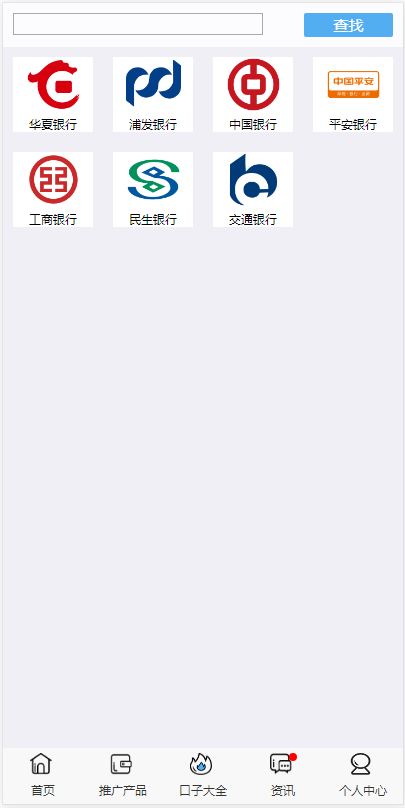 查找
华夏银行
浦发银行
中国银行
中国平安
平安银行
工商银行
民生银行
交通银行
首页
推广产品
口子大全
资讯
个人中心